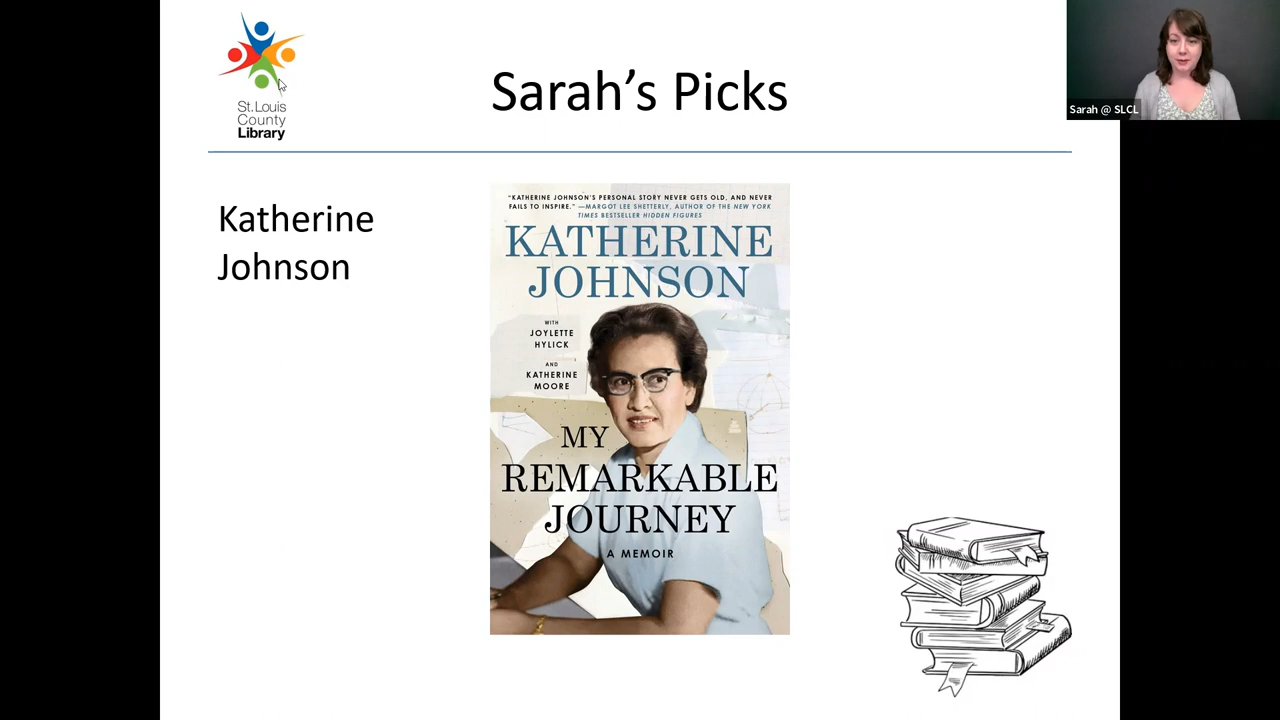 St.Louis
County
Library
Sarah's Picks
Sarah @ SLCL
Katherine
Johnson
"KATHERINE JOHNSON'S PERSONAL STORY NEVER GETS OLD, AND NEVER
FAILS TO INSPIRE." —MARGOT LEE SHETTERLY, AUTHOR OF THE NEW YORK
TIMES BESTSELLER HIDDEN FIGURES
KATHERINE
JOHNSON
WITH
JOYLETTE
HYLICK
AND
KATHERINE
MOORE
MY
REMARKABLE
JOURNEY
A MEMOIR